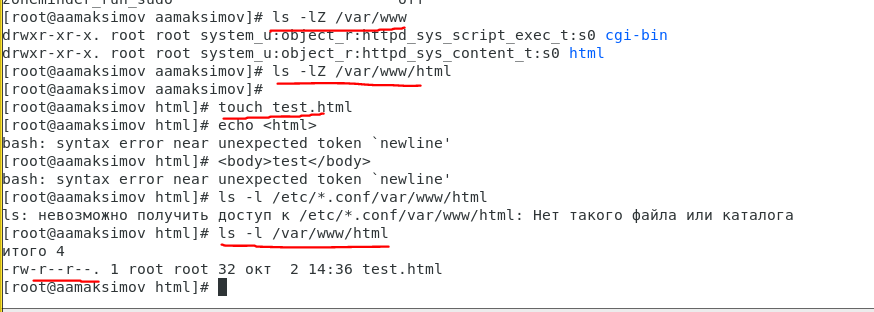 [root@aamaksimov aamaksimov]# ls -lZ /var/www
drwxr-xr-x. root root system_u:object_r:httpd_sys_script_exec_t:s0 cgi-bin
drwxr-xr-x. root root system_u:object_r:httpd_sys_content_t:s0 html
[root@aamaksimov aamaksimov]# ls -lZ /var/www/html
[root@aamaksimov aamaksimov]#
[root@aamaksimov html]# touch test.html
[root@aamaksimov html]# echo <html>
bash: syntax error near unexpected token `newline'
[root@aamaksimov html]# <body>test</body>
bash: syntax error near unexpected token `newline'
[root@aamaksimov html]# ls -l /etc/*.conf/var/www/html
ls: невозможно получить доступ к /etc/*.conf/var/www/html: Нет такого файла или каталога
[root@aamaksimov html]# ls -l /var/www/html
итого 4
-rw-r--r--. 1 root root 32 окт  2 14:36 test.html
[root@aamaksimov html]#